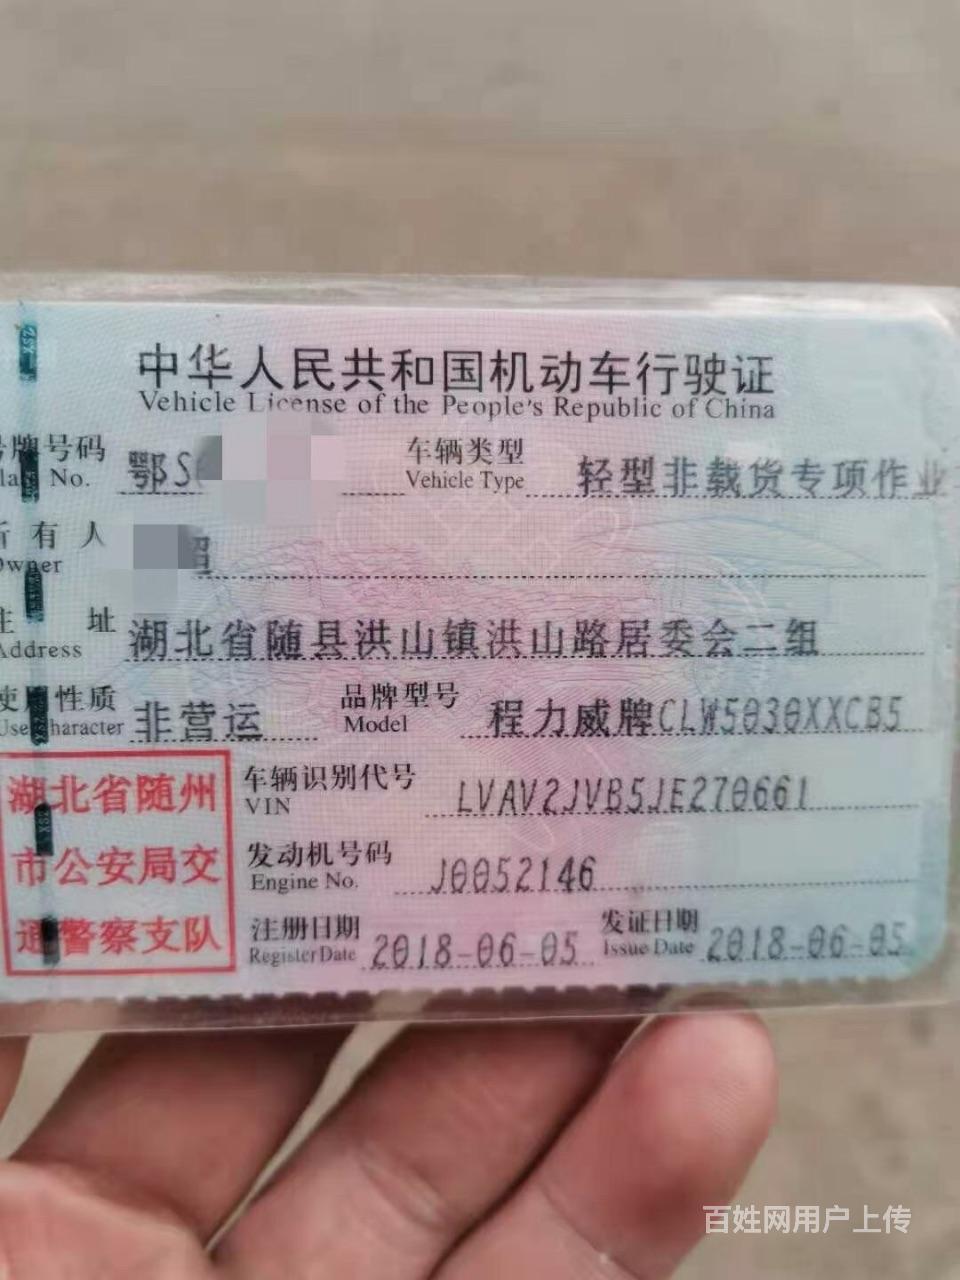 中华人民共和国机动车行驶证
Vehicle License of the People's Republic of China
号牌号码 鄂S 车辆类型 轻型非载货专项作业
Plate No. Vehicle Type
所有人 超
Owner
住址 湖北省随县洪山镇洪山路居委会二组
Address
使用性质 非营运 品牌型号 程力威牌CLW5030XXCB5
Use Character Model
湖北省随州
市公安局交
通警察支队
车辆识别代号 LVAV2JVB5JE270661
VIN
发动机号码 J0052146
Engine No.
注册日期 2018-06-05 发证日期 2018-06-05
Register Date Issue Date
百姓网用户上传